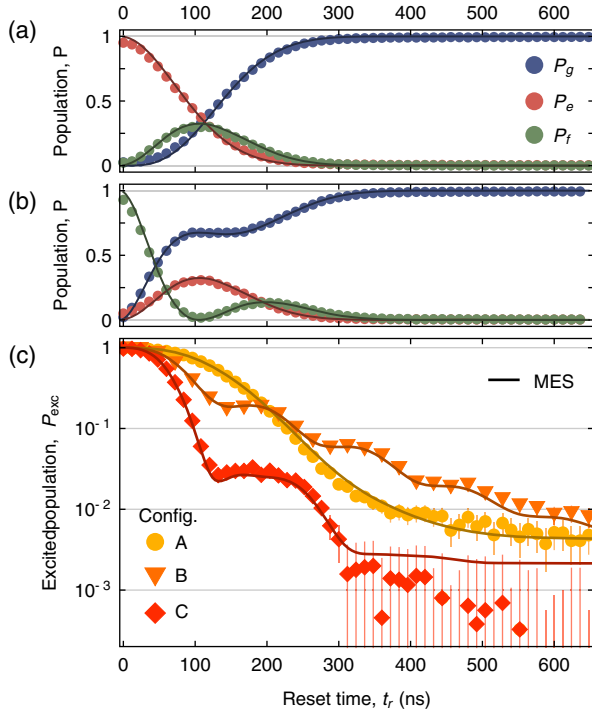 0 100 200 300 400 500 600
(a)
1
0.5
0
Population, P
P_g
P_e
P_f
(b)
1
0.5
0
Population, P
(c)
10^0
10^-1
10^-2
10^-3
Excitedpopulation, P_exc
MES
Config.
A
B
C
0 100 200 300 400 500 600
Reset time, t_r (ns)